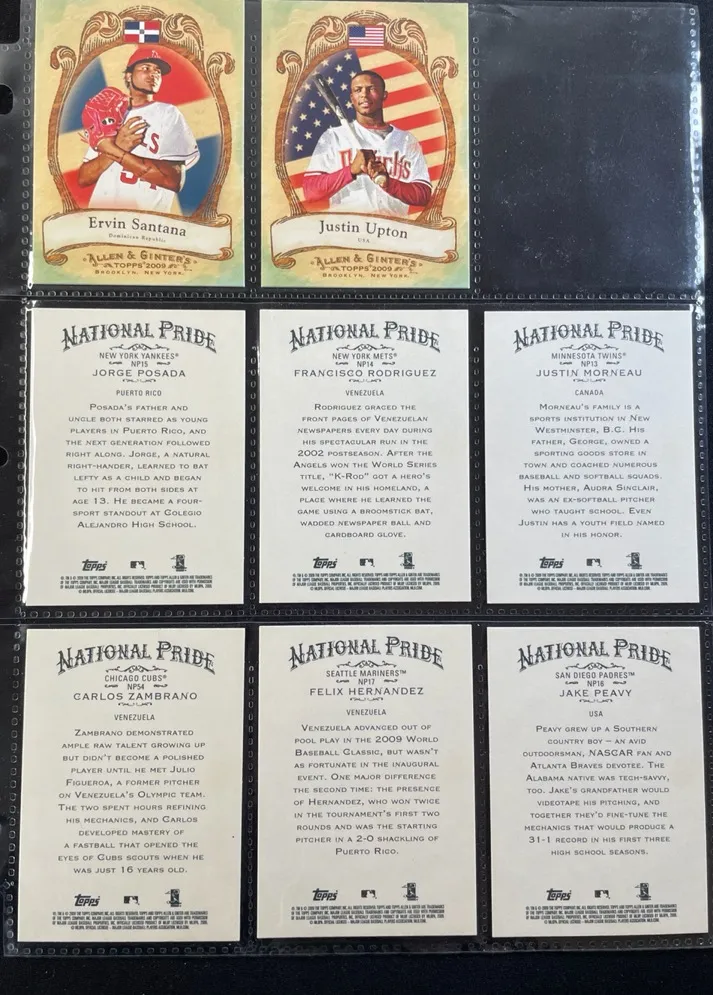 ELS
Ervin Santana
Dominican Republic
Allen & Ginter's
TOPPS 2009
Brooklyn, New York.
Justin Upton
USA
Allen & Ginter's
TOPPS 2009
Brooklyn, New York.
NATIONAL PRIDE
NEW YORK YANKEES®
NP15
JORGE POSADA
PUERTO RICO
Posada's father and
uncle both starred as young
players in Puerto Rico, and
the next generation followed
right along. Jorge, a natural
right-hander, learned to bat
lefty as a child and began
to hit from both sides at
age 13. He became a four-
sport standout at Colegio
Alejandro High School.
Topps
NATIONAL PRIDE
NEW YORK METS®
NP14
FRANCISCO RODRIGUEZ
VENEZUELA
Rodriguez graced the
front pages of Venezuelan
newspapers every day during
his spectacular run in the
2002 postseason. After the
Angels won the World Series
title, "K-Rod" got a hero's
welcome in his homeland, a
place where he learned the
game using a broomstick bat,
wadded newspaper ball and
cardboard glove.
Topps
NATIONAL PRIDE
MINNESOTA TWINS®
NP13
JUSTIN MORNEAU
CANADA
Morneau's family is a
sports institution in New
Westminster, B.C. His
father, George, owned a
sporting goods store in
town and coached numerous
baseball and softball squads.
His mother, Audra Sinclair,
was an ex-softball pitcher
who taught school. Even
Justin has a youth field named
in his honor.
Topps
NATIONAL PRIDE
CHICAGO CUBS®
NP54
CARLOS ZAMBRANO
VENEZUELA
Zambrano demonstrated
ample raw talent growing up
but didn't become a polished
player until he met Julio
Figueroa, a former pitcher
on Venezuela's Olympic team.
The two spent hours refining
his mechanics, and Carlos
developed mastery of
a fastball that opened the
eyes of Cubs scouts when he
was just 16 years old.
Topps
NATIONAL PRIDE
SEATTLE MARINERS™
NP17
FELIX HERNANDEZ
VENEZUELA
Venezuela advanced out of
pool play in the 2009 World
Baseball Classic, but wasn't
as fortunate in the inaugural
event. One major difference
the second time: the presence
of Hernandez, who won twice
in the tournament's first two
rounds and was the starting
pitcher in a 2-0 shackling of
Puerto Rico.
Topps
NATIONAL PRIDE
SAN DIEGO PADRES™
NP16
JAKE PEAVY
USA
Peavy grew up a Southern
country boy – an avid
outdoorsman, NASCAR fan and
Atlanta Braves devotee. The
Alabama native was tech-savvy,
too. Jake's grandfather would
videotape his pitching, and
together they'd fine-tune the
mechanics that would produce a
31-1 record in his first three
high school seasons.
Topps